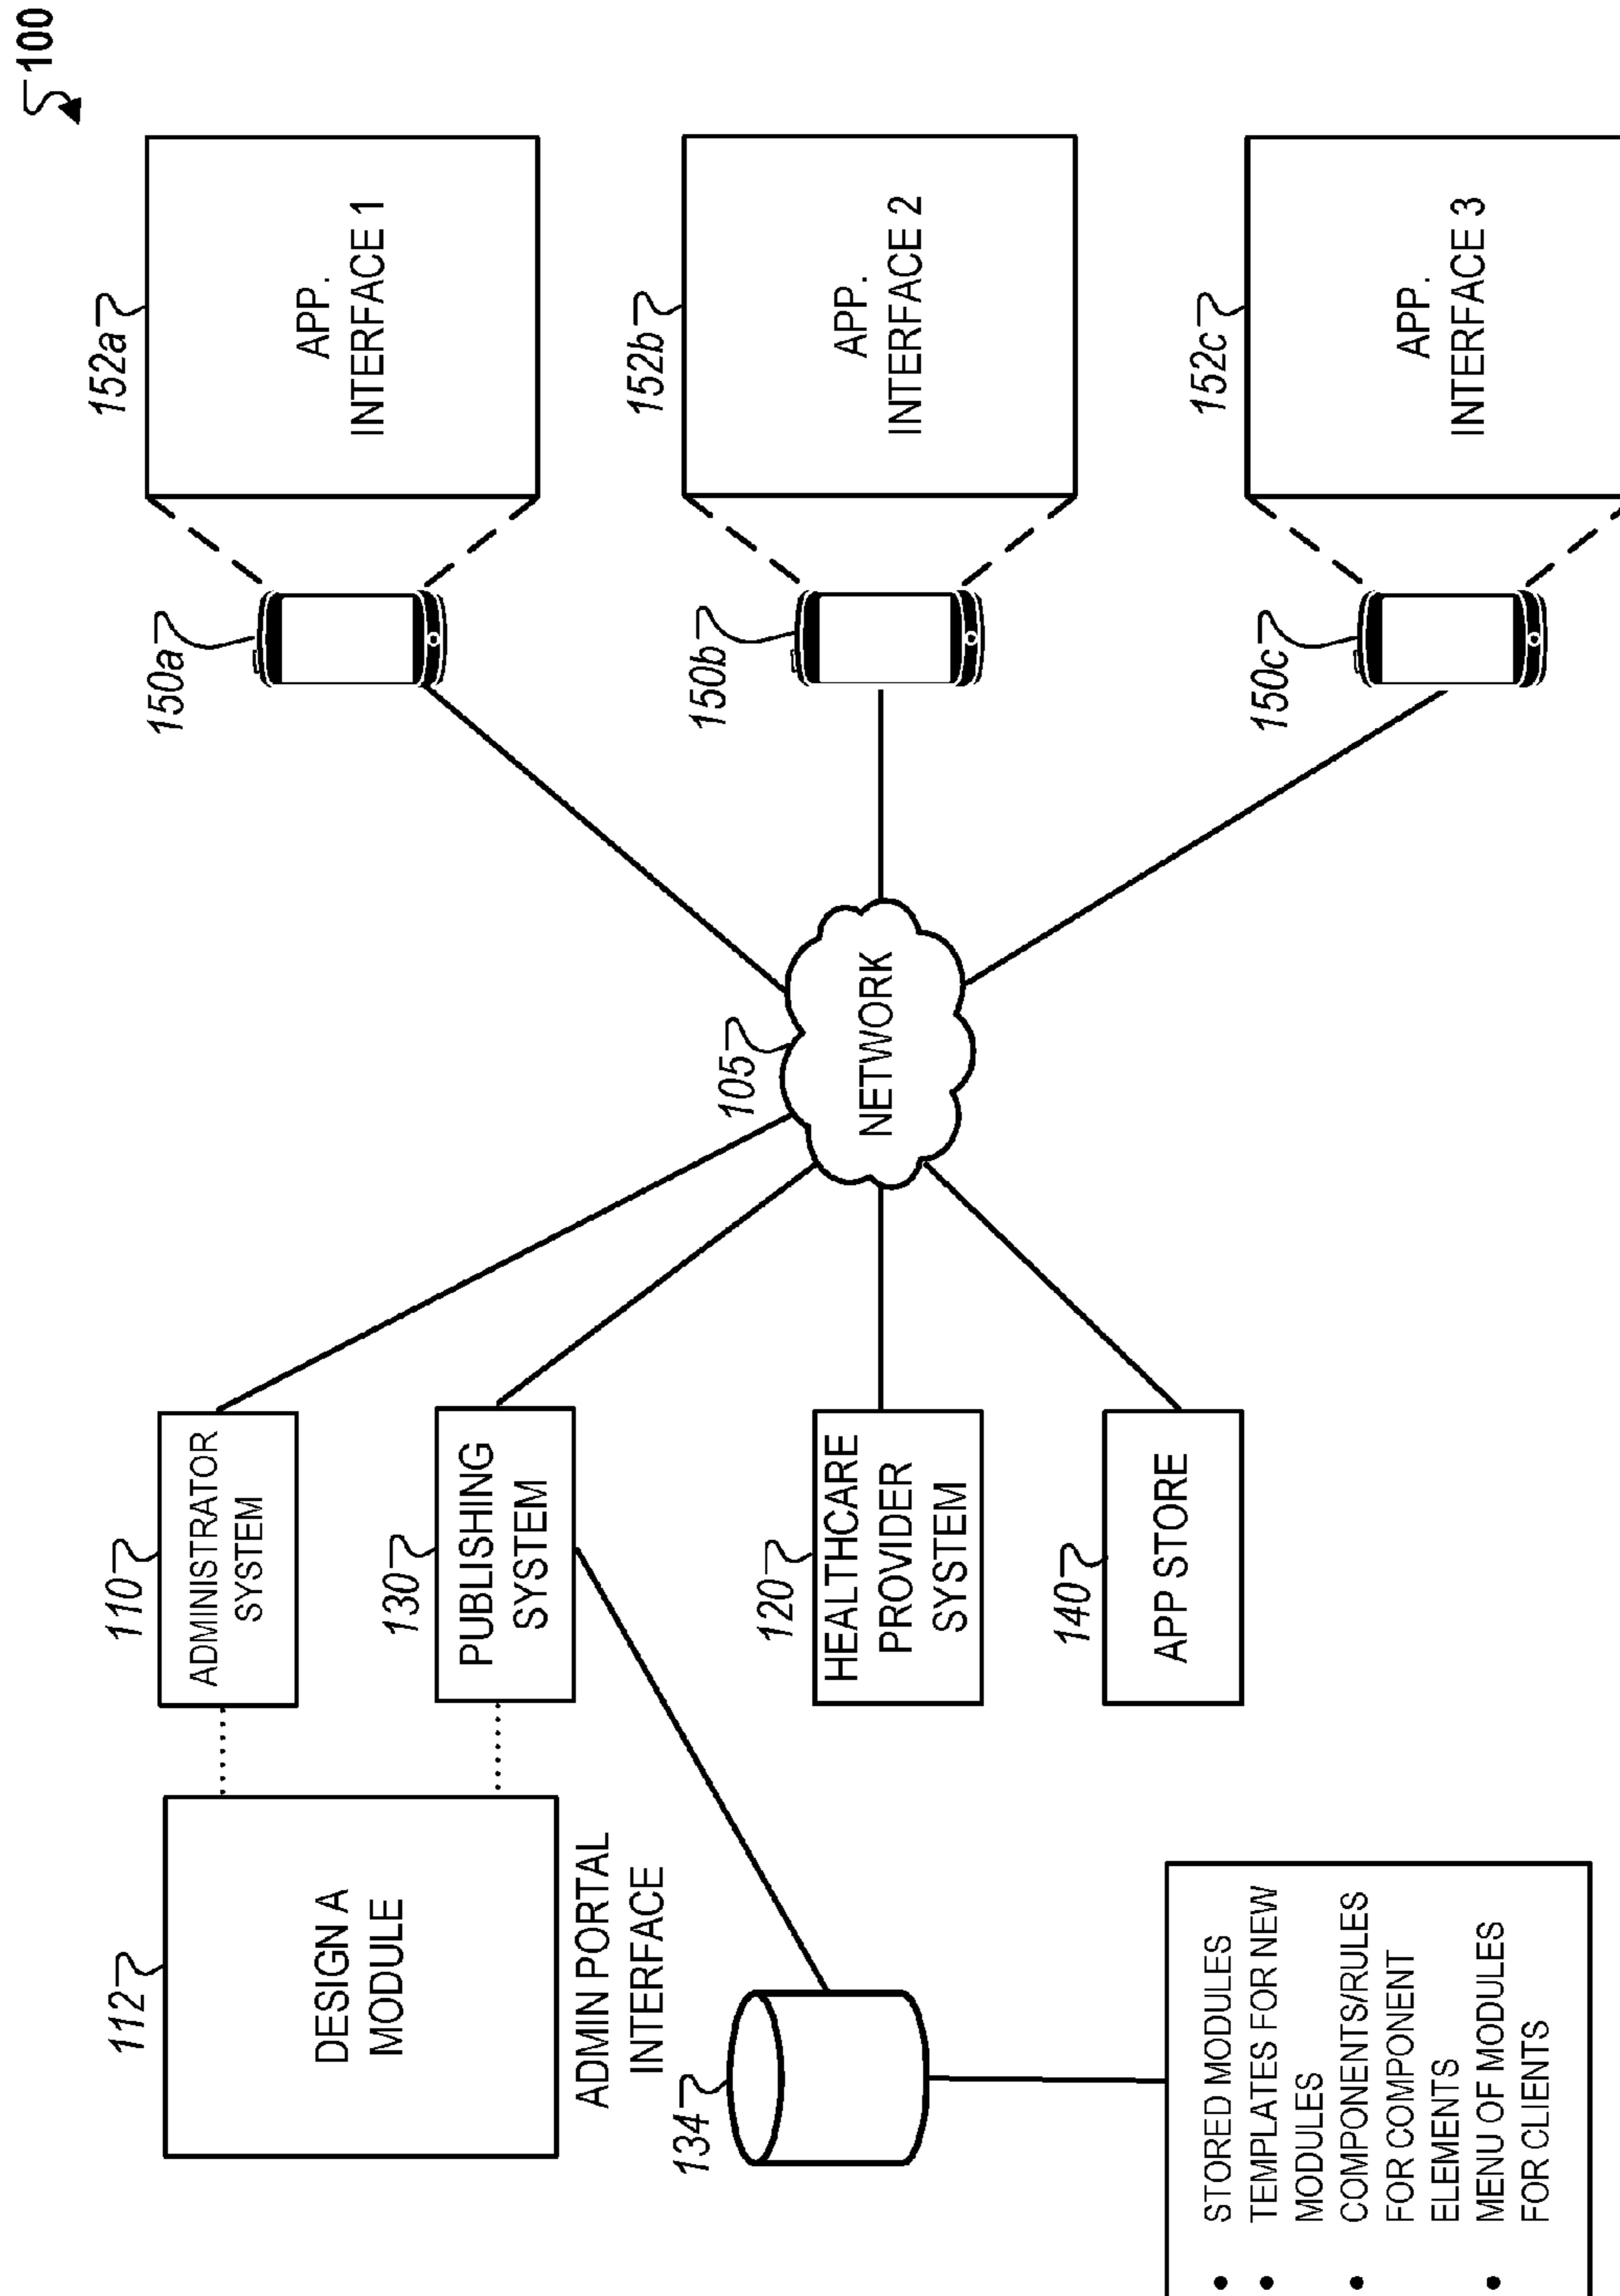 100
112
DESIGN A
MODULE
ADMIN PORTAL
INTERFACE
110
ADMINISTRATOR
SYSTEM
130
PUBLISHING
SYSTEM
120
HEALTHCARE
PROVIDER
SYSTEM
140
APP STORE
134
• STORED MODULES
• TEMPLATES FOR NEW
MODULES
• COMPONENTS/RULES
FOR COMPONENT
ELEMENTS
• MENU OF MODULES
FOR CLIENTS
105
NETWORK
150a
152a
APP.
INTERFACE 1
150b
152b
APP.
INTERFACE 2
150c
152c
APP.
INTERFACE 3